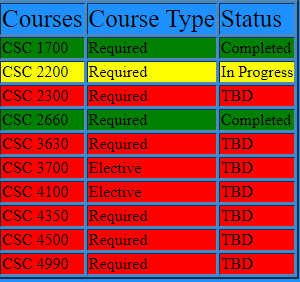 Courses Course Type Status
CSC 1700 Required Completed
CSC 2200 Required In Progress
CSC 2300 Required TBD
CSC 2660 Required Completed
CSC 3630 Required TBD
CSC 3700 Elective TBD
CSC 4100 Elective TBD
CSC 4350 Required TBD
CSC 4500 Required TBD
CSC 4990 Required TBD